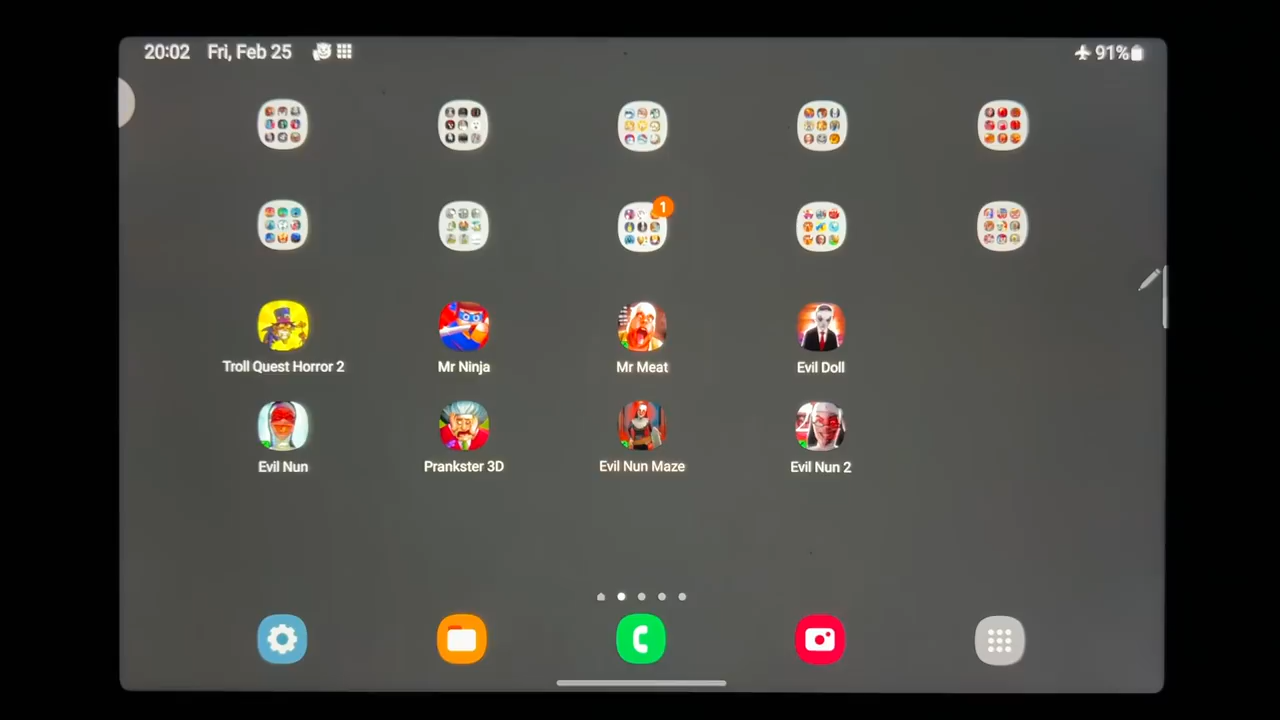 20:02 Fri, Feb 25 91%
1
Troll Quest Horror 2 Mr Ninja Mr Meat Evil Doll
2
Evil Nun Prankster 3D Evil Nun Maze Evil Nun 2